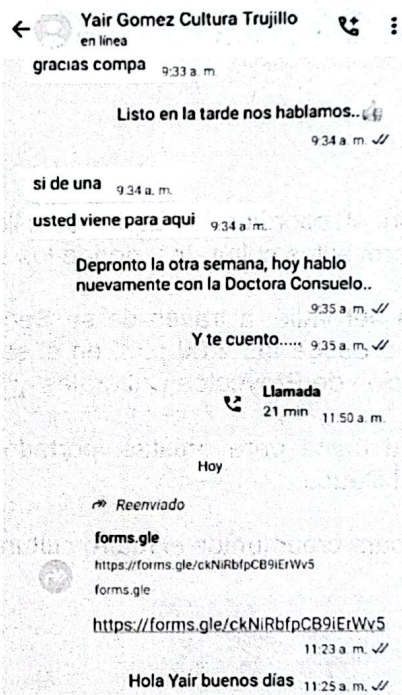 Yair Gomez Cultura Trujillo
en línea
gracias compa 9:33 a. m.
Listo en la tarde nos hablamos..👍
9:34 a. m.
si de una 9:34 a. m.
usted viene para aqui 9:34 a. m.
Depronto la otra semana, hoy hablo
nuevamente con la Doctora Consuelo..
9:35 a. m.
Y te cuento..... 9:35 a. m.
Llamada
21 min 11:50 a. m.
Hoy
Reenviado
forms.gle
https://forms.gle/ckNiRbfpCB9iErWv5
forms.gle
https://forms.gle/ckNiRbfpCB9iErWv5
11:23 a. m.
Hola Yair buenos días 11:25 a. m.